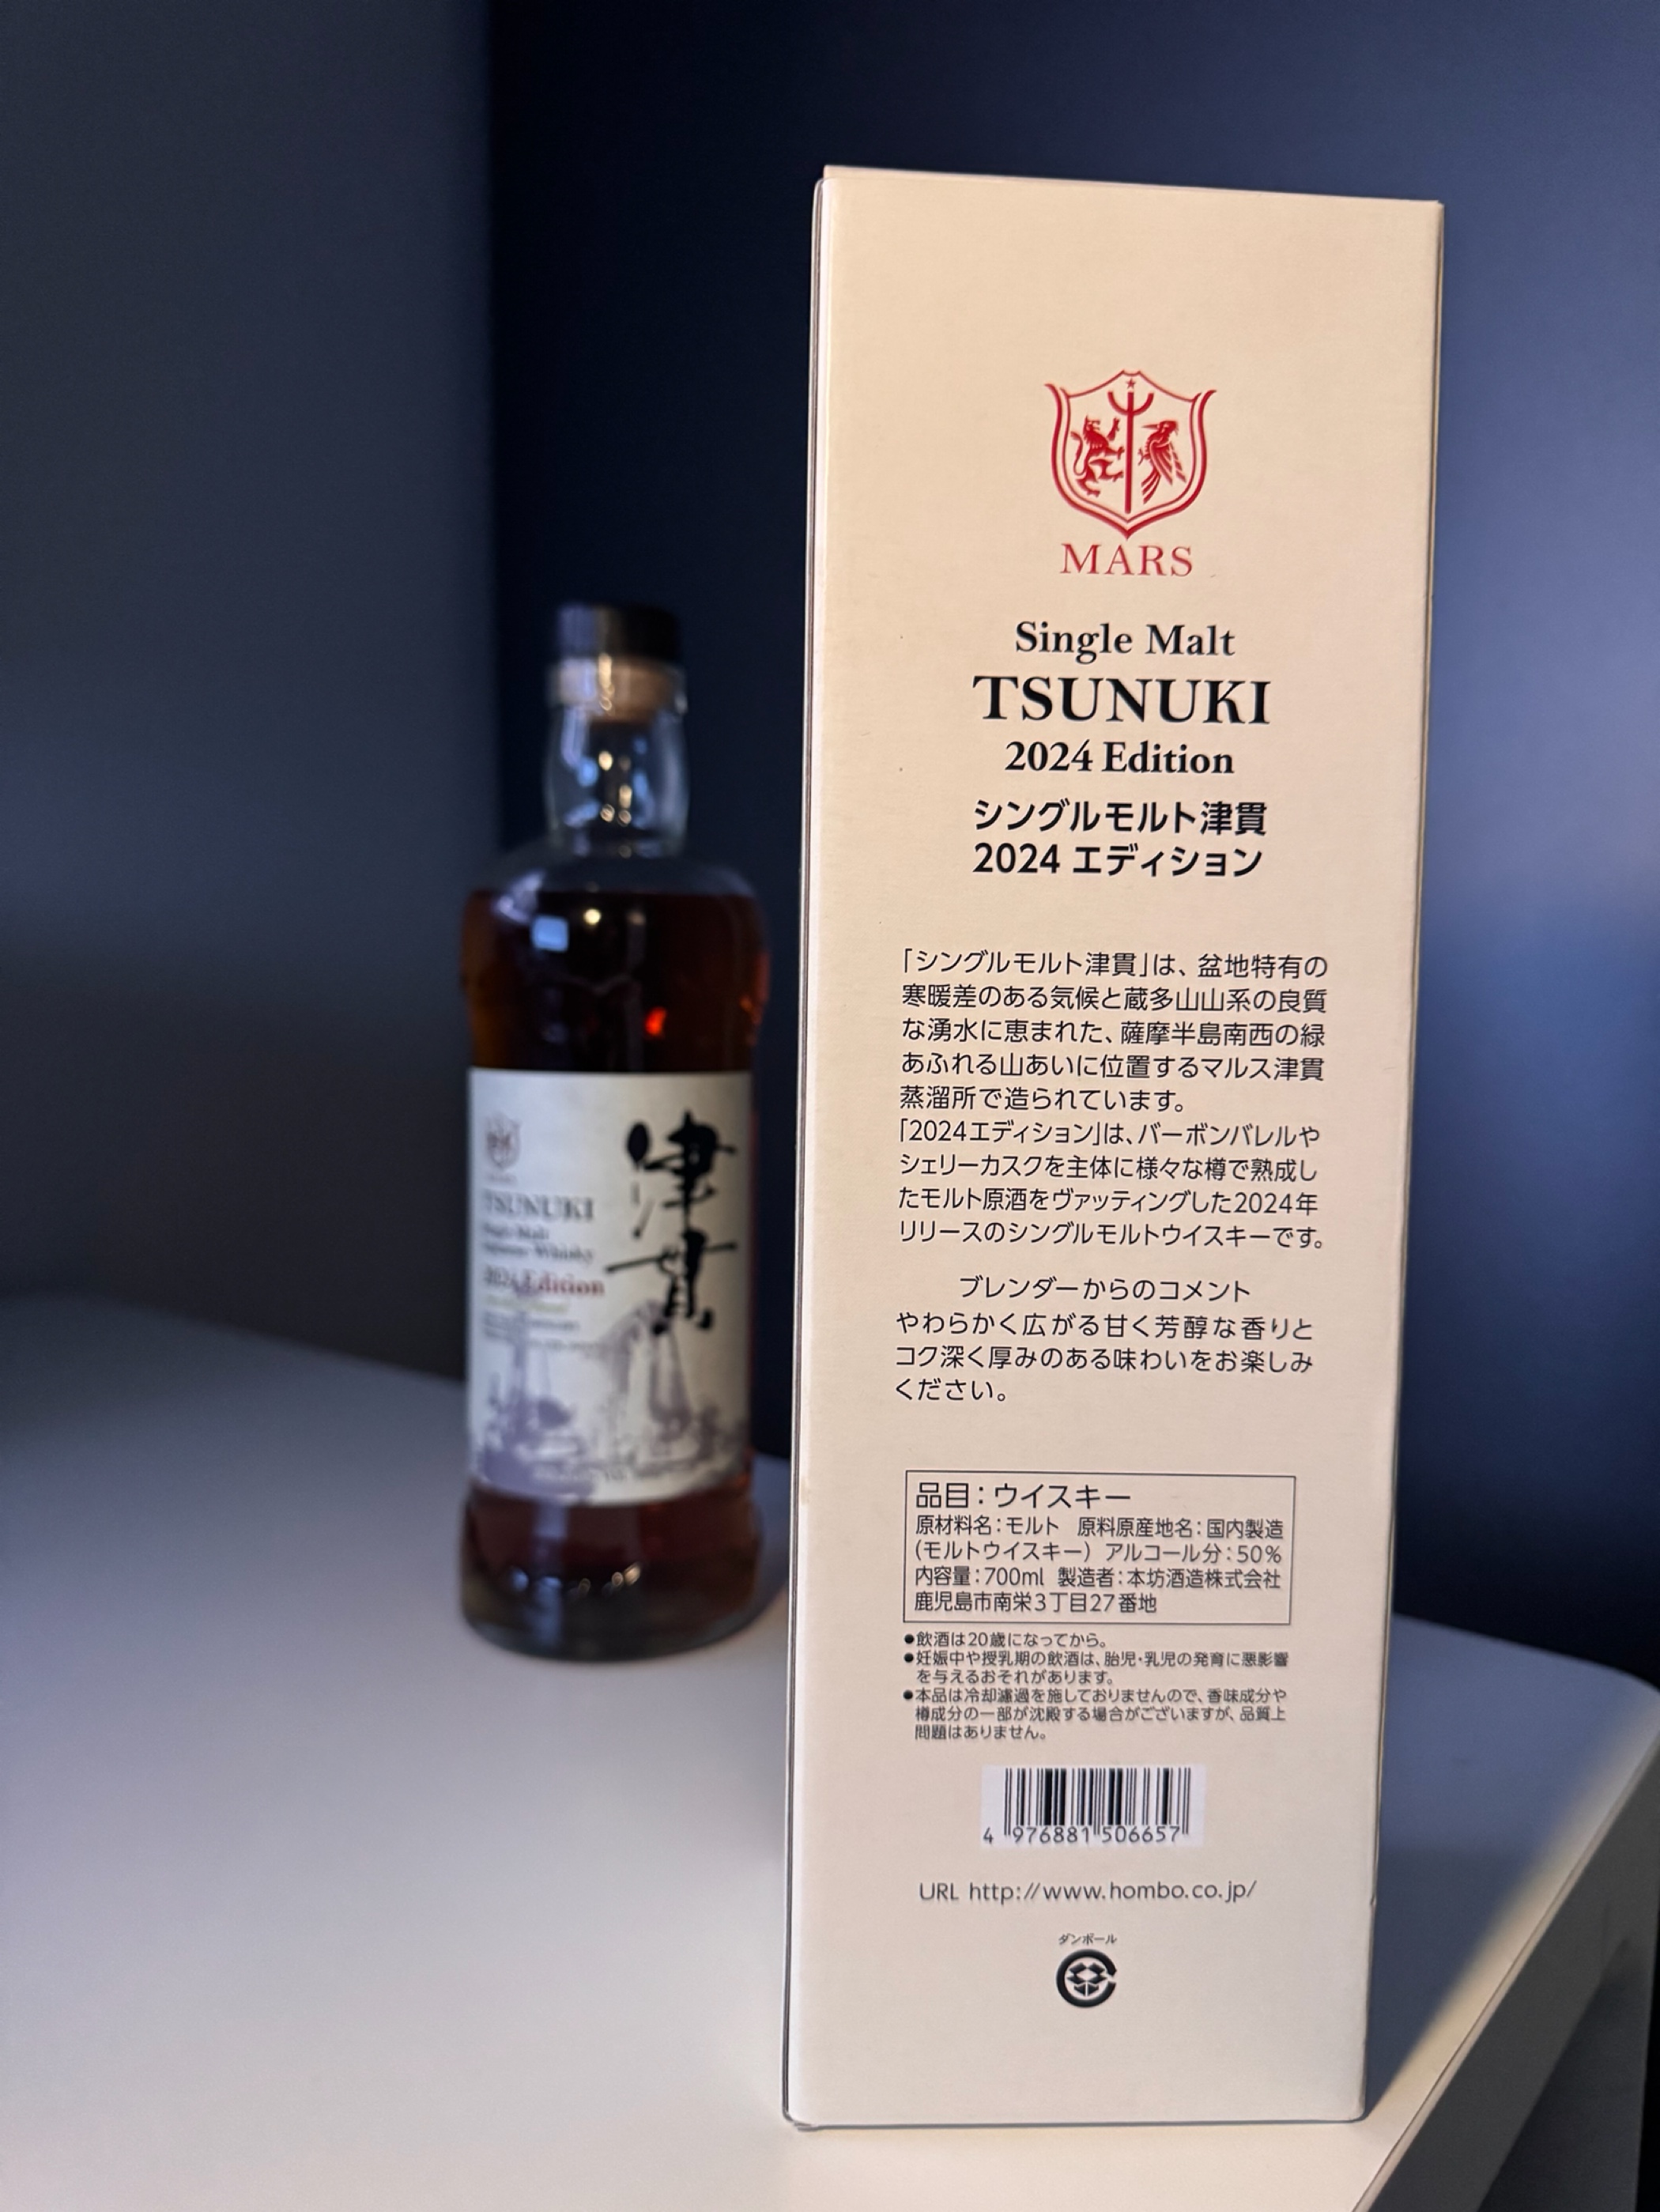 MARS
Single Malt
TSUNUKI
2024 Edition
シングルモルト津貫
2024 エディション
「シングルモルト津貫」は、盆地特有の
寒暖差のある気候と蔵多山山系の良質
な湧水に恵まれた、薩摩半島南西の緑
あふれる山あいに位置するマルス津貫
蒸溜所で造られています。
「2024エディション」は、バーボンバレルや
シェリーカスクを主体に様々な樽で熟成し
たモルト原酒をヴァッティングした2024年
リリースのシングルモルトウイスキーです。
ブレンダーからのコメント
やわらかく広がる甘く芳醇な香りと
コク深く厚みのある味わいをお楽しみ
ください。
品目：ウイスキー
原材料名：モルト 原料原産地名：国内製造
(モルトウイスキー) アルコール分：50%
内容量：700ml 製造者：本坊酒造株式会社
鹿児島市南栄3丁目27番地
●飲酒は20歳になってから。
●妊娠中や授乳期の飲酒は、胎児・乳児の発育に悪影響
を与えるおそれがあります。
●本品は冷却濾過を施しておりませんので、香味成分や
樽成分の一部が沈殿する場合がございますが、品質上
問題はありません。
4 976881 506657
URL http://www.hombo.co.jp/
ダンボール
津貫
TSUNUKI
Single Malt
Japanese Whisky
2024 Edition